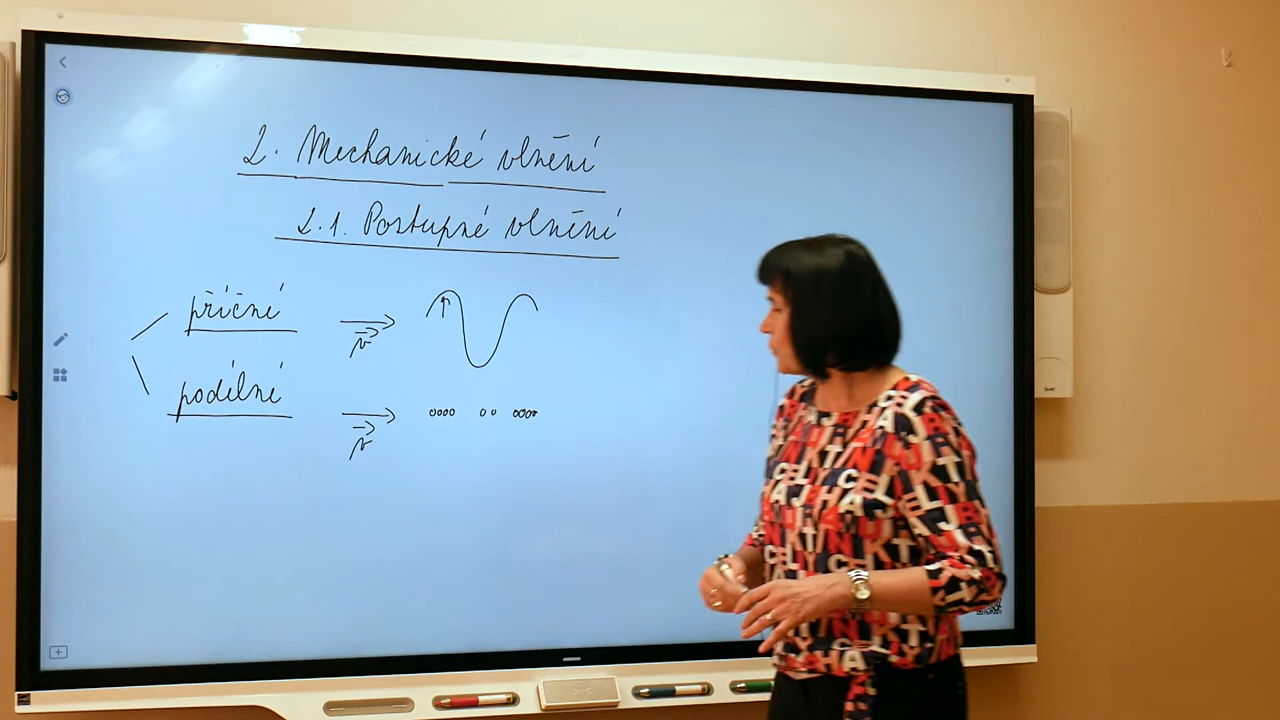 2. Mechanické vlnění
2.1. Postupné vlnění
příčné
v
podélné
v